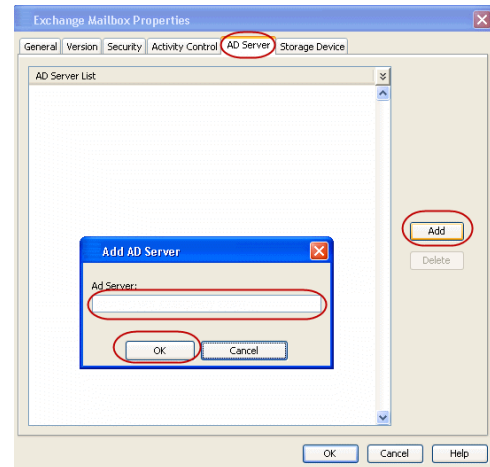 Exchange Mailbox Properties
General Version Security Activity Control AD Server Storage Device
AD Server List
Add
Delete
Add AD Server
Ad Server:
OK Cancel
OK Cancel Help